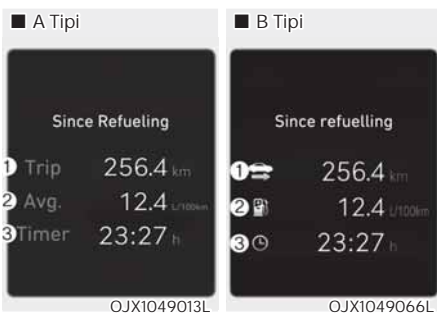 ■ A Tipi
Since Refueling
① Trip 256.4 km
② Avg. 12.4 L/100km
③ Timer 23:27 h
OJX1049013L
■ B Tipi
Since refuelling
① 256.4 km
② 12.4 L/100km
③ 23:27 h
OJX1049066L